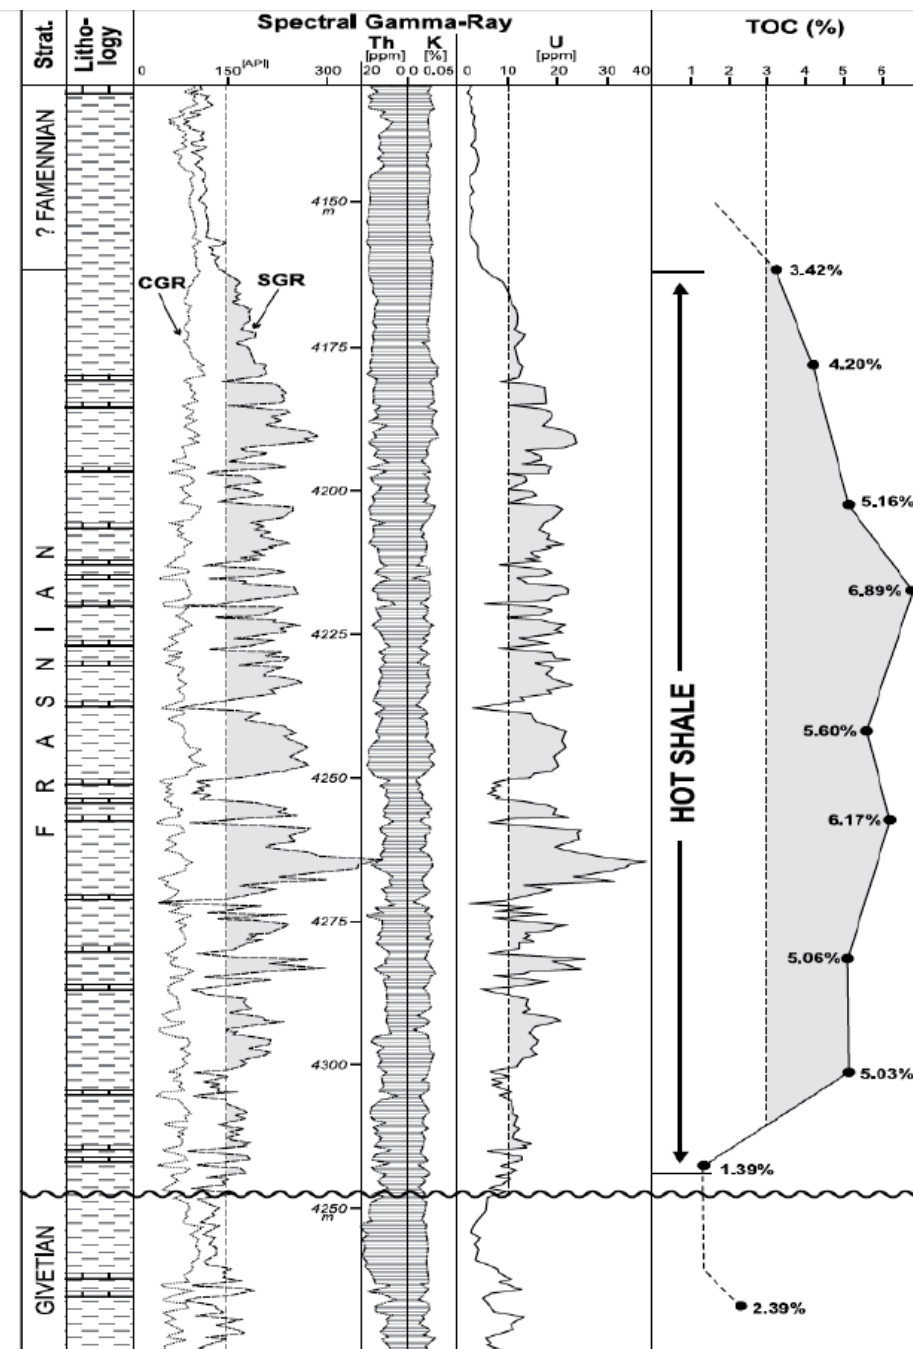 Spectral Gamma-Ray
TOC (%)
Strat.
Litho-
logy
Th
K
U
[API]
[ppm]
[%]
[ppm]
0
150
300
20
0
0
0.05
0
10
20
30
40
1
2
3
4
5
6
? FAMENNIAN
4150
m
CGR
SGR
3.42%
4175
4.20%
4200
5.16%
FRASNIAN
6.89%
4225
HOT SHALE
5.60%
4250
6.17%
4275
5.06%
4300
5.03%
1.39%
4250
m
GIVETIAN
2.39%